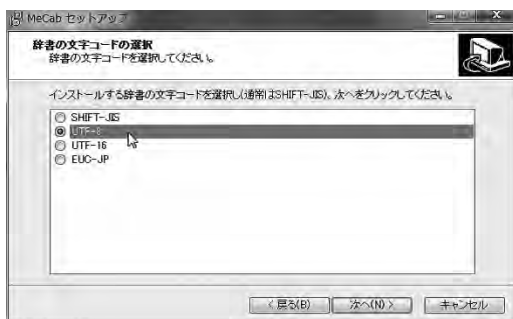 MeCab セットアップ
辞書の文字コードの選択
辞書の文字コードを選択してください。
インストールする辞書の文字コードを選択し(通常はSHIFT-JIS)、次へをクリックしてください。
SHIFT-JIS
UTF-8
UTF-16
EUC-JP
< 戻る(B)
次へ(N) >
キャンセル